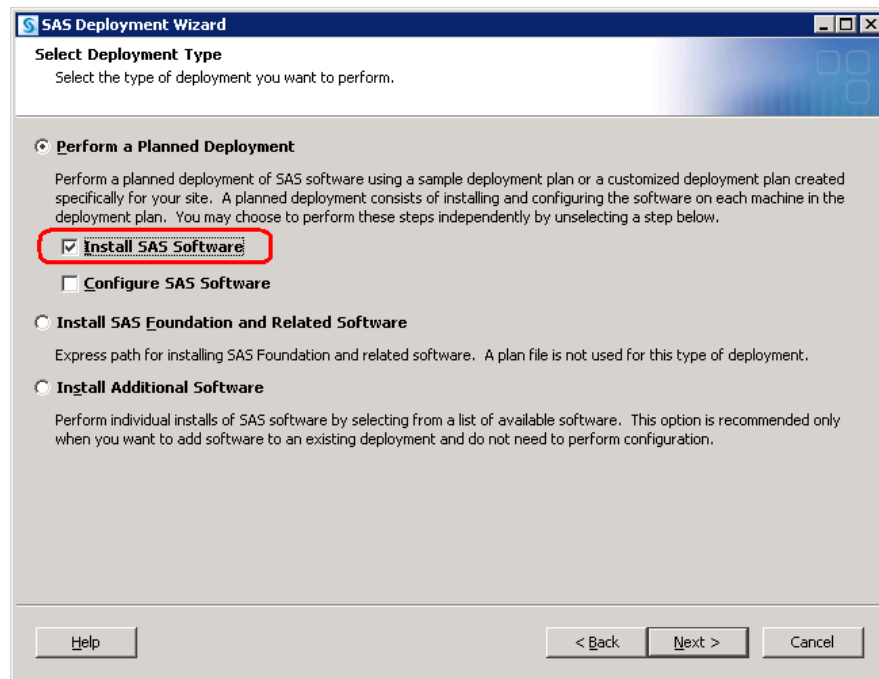 SAS Deployment Wizard
Select Deployment Type
Select the type of deployment you want to perform.
Perform a Planned Deployment
Perform a planned deployment of SAS software using a sample deployment plan or a customized deployment plan created
specifically for your site. A planned deployment consists of installing and configuring the software on each machine in the
deployment plan. You may choose to perform these steps independently by unselecting a step below.
Install SAS Software
Configure SAS Software
Install SAS Foundation and Related Software
Express path for installing SAS Foundation and related software. A plan file is not used for this type of deployment.
Install Additional Software
Perform individual installs of SAS software by selecting from a list of available software. This option is recommended only
when you want to add software to an existing deployment and do not need to perform configuration.
Help
< Back
Next >
Cancel